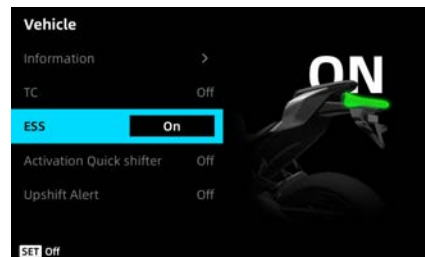 Vehicle
Information >
TC Off
ON
ESS On
Activation Quick shifter Off
Upshift Alert Off
SET Off